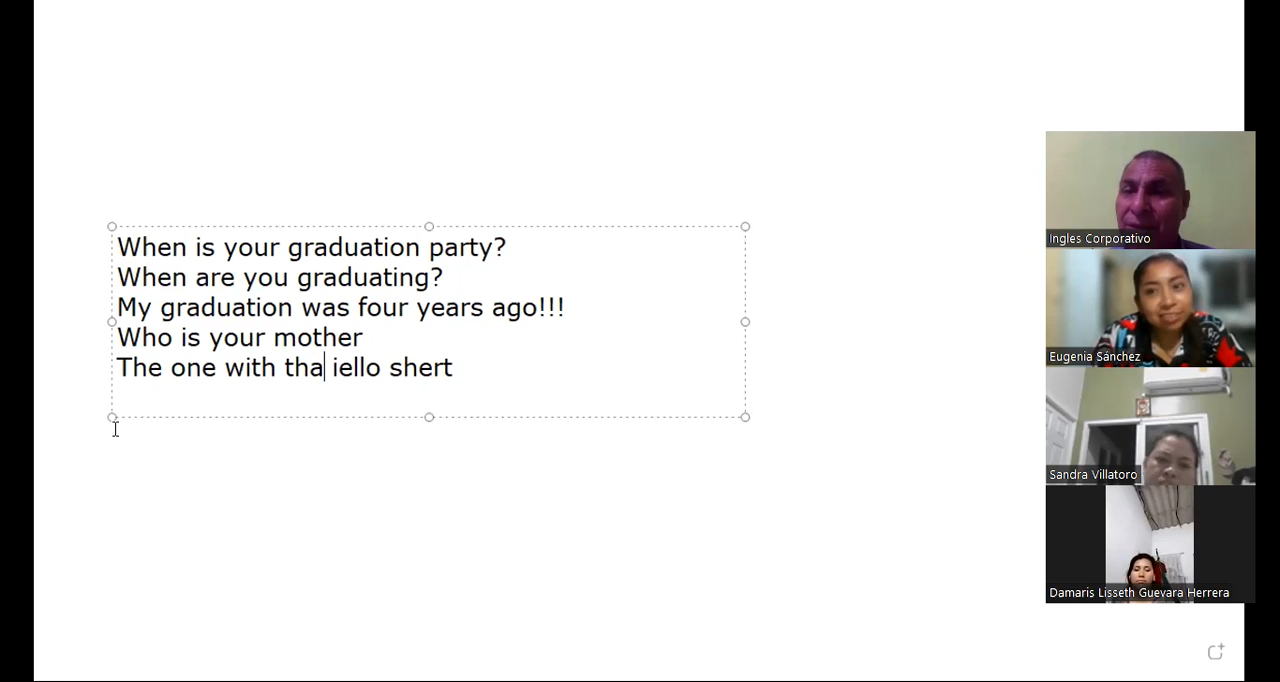 When is your graduation party?
When are you graduating?
My graduation was four years ago!!!
Who is your mother
The one with tha iello shert
Ingles Corporativo
Eugenia Sánchez
Sandra Villatoro
Damaris Lisseth Guevara Herrera